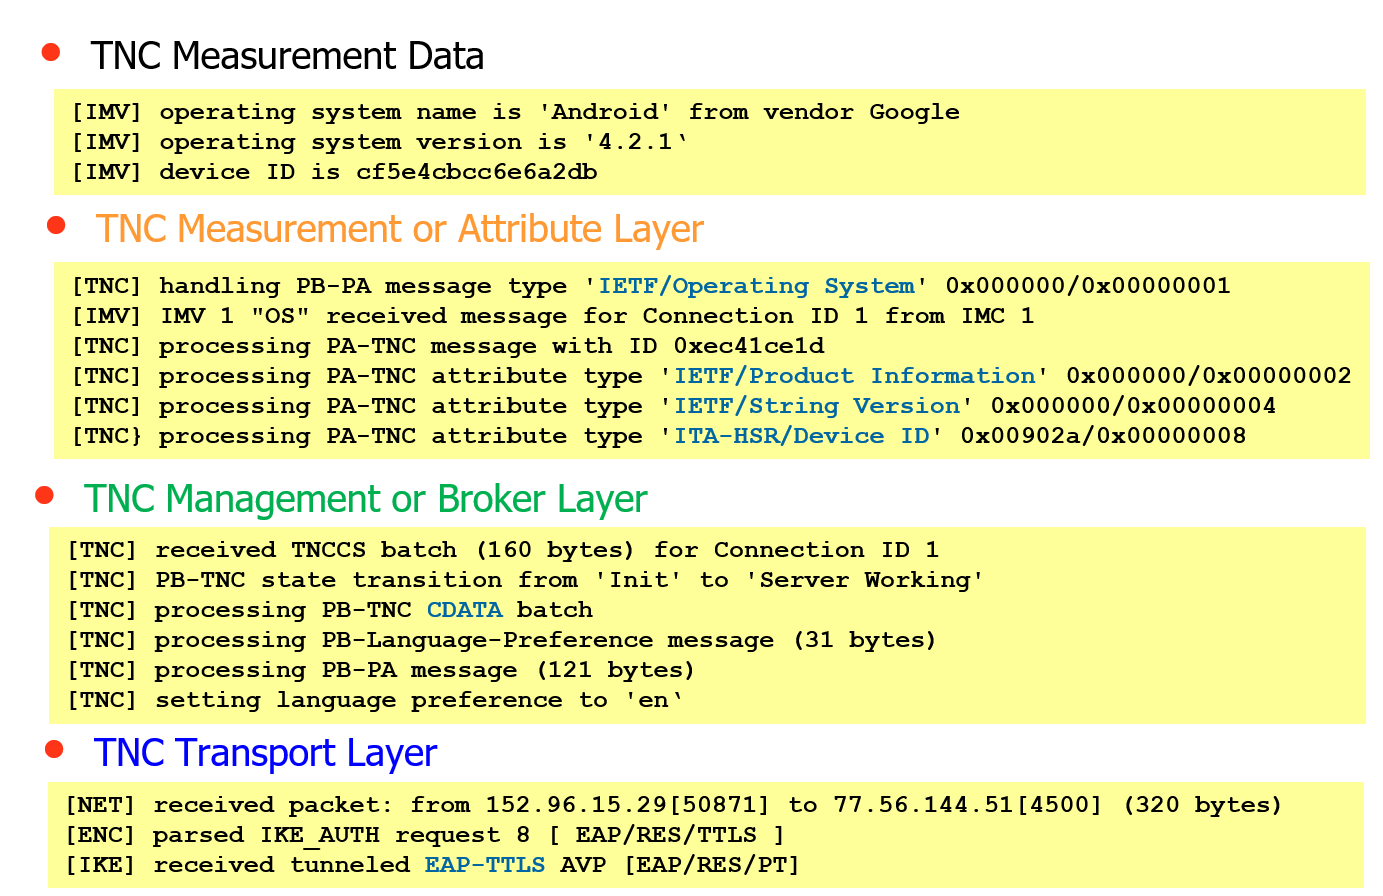 TNC Measurement Data
[IMV] operating system name is 'Android' from vendor Google
[IMV] operating system version is '4.2.1‘
[IMV] device ID is cf5e4cbcc6e6a2db
TNC Measurement or Attribute Layer
[TNC] handling PB-PA message type 'IETF/Operating System' 0x000000/0x00000001
[IMV] IMV 1 "OS" received message for Connection ID 1 from IMC 1
[TNC] processing PA-TNC message with ID 0xec41ce1d
[TNC] processing PA-TNC attribute type 'IETF/Product Information' 0x000000/0x00000002
[TNC] processing PA-TNC attribute type 'IETF/String Version' 0x000000/0x00000004
[TNC} processing PA-TNC attribute type 'ITA-HSR/Device ID' 0x00902a/0x00000008
TNC Management or Broker Layer
[TNC] received TNCCS batch (160 bytes) for Connection ID 1
[TNC] PB-TNC state transition from 'Init' to 'Server Working'
[TNC] processing PB-TNC CDATA batch
[TNC] processing PB-Language-Preference message (31 bytes)
[TNC] processing PB-PA message (121 bytes)
[TNC] setting language preference to 'en‘
TNC Transport Layer
[NET] received packet: from 152.96.15.29[50871] to 77.56.144.51[4500] (320 bytes)
[ENC] parsed IKE_AUTH request 8 [ EAP/RES/TTLS ]
[IKE] received tunneled EAP-TTLS AVP [EAP/RES/PT]